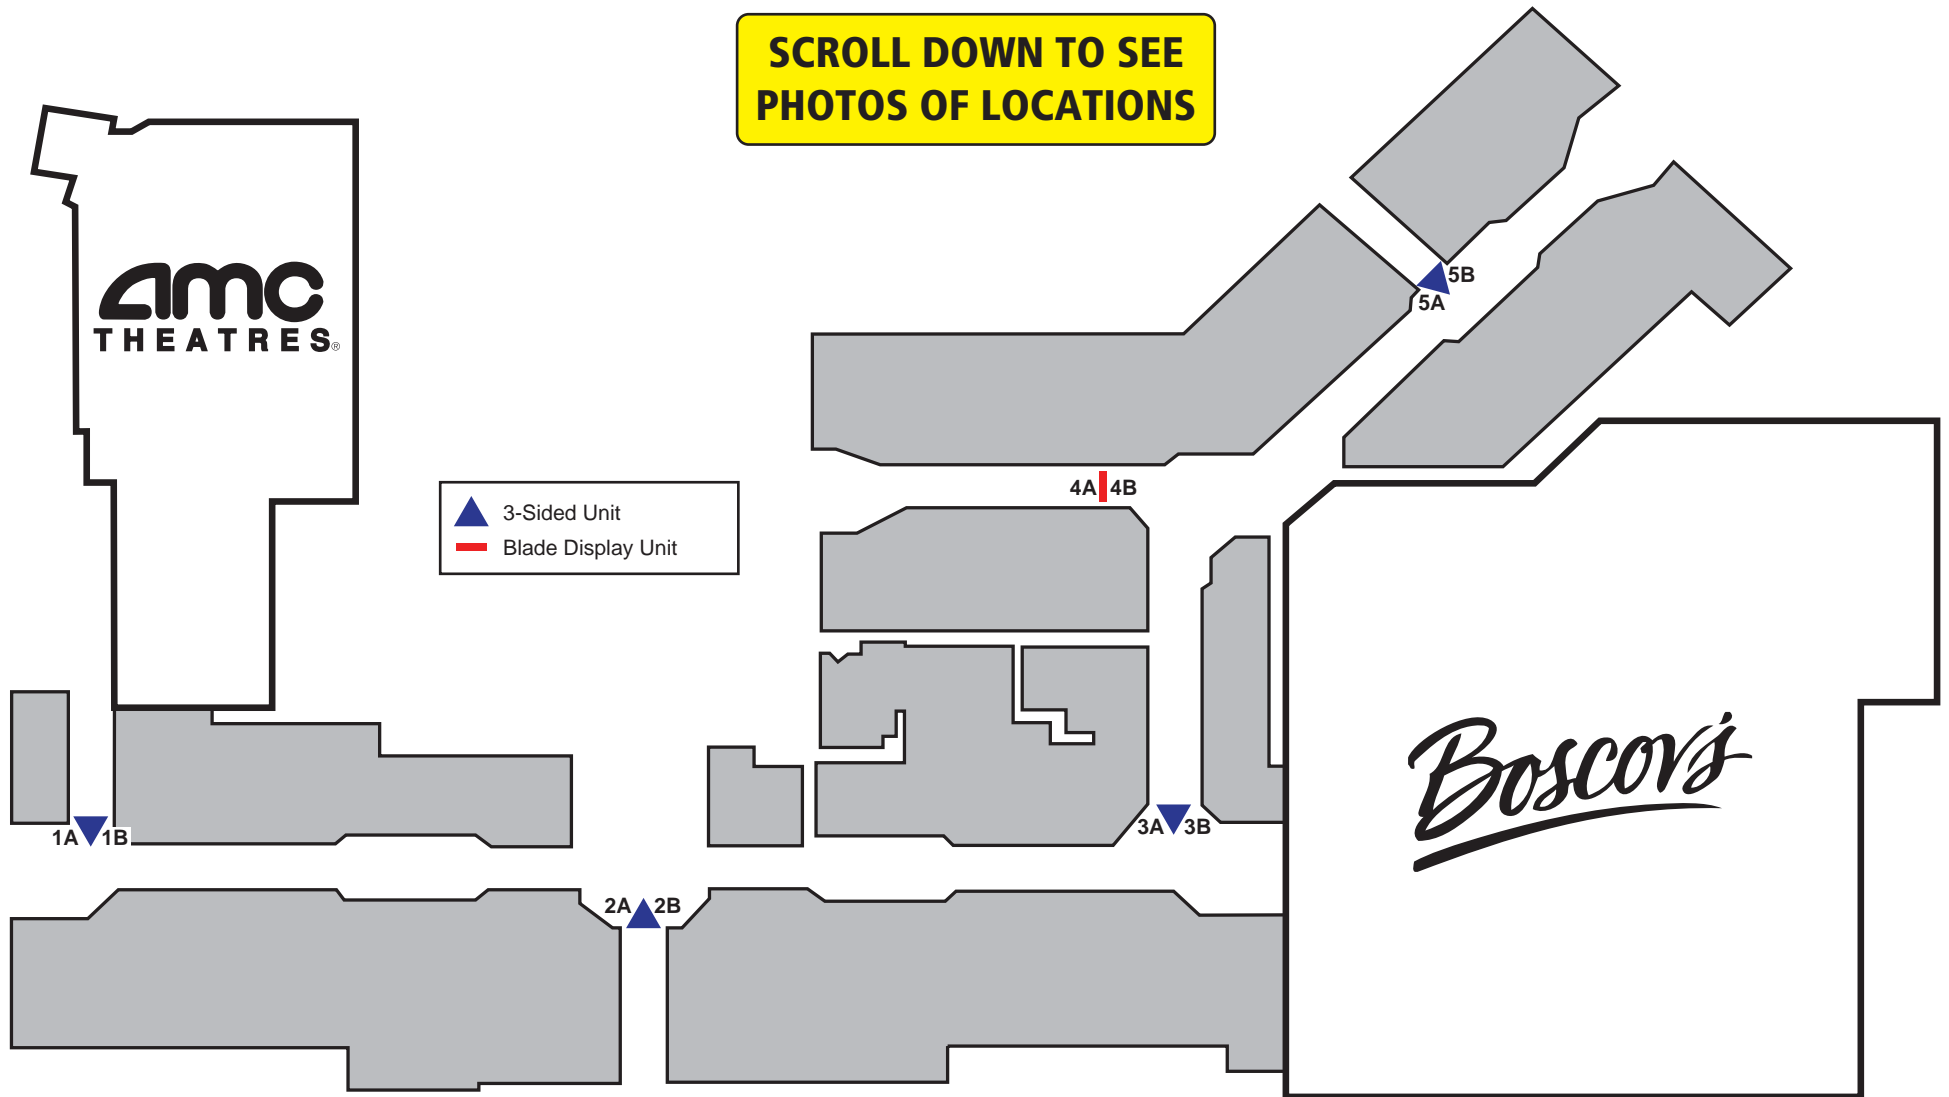 SCROLL DOWN TO SEE
PHOTOS OF LOCATIONS
amc
THEATRES®
5B
5A
4A 4B
3-Sided Unit
Blade Display Unit
Boscov's
1A 1B
3A 3B
2A 2B